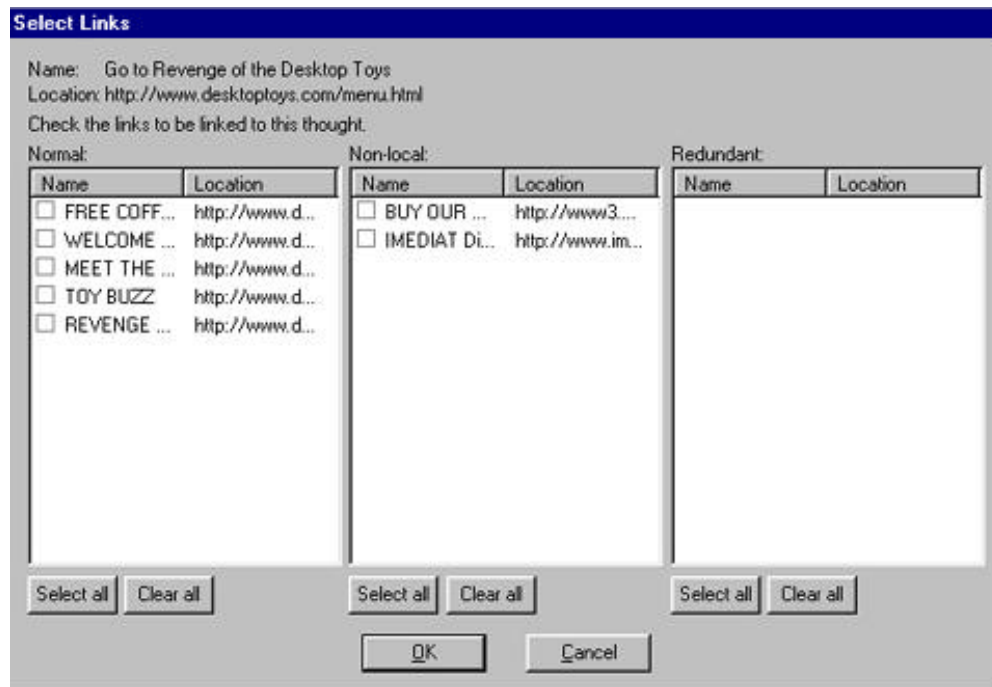 Select Links
Name: Go to Revenge of the Desktop Toys
Location: http://www.desktoptoys.com/menu.html
Check the links to be linked to this thought.
Normal: Non-local: Redundant:
Name Location Name Location Name Location
FREE COFF... http://www.d... BUY OUR ... http://www3....
WELCOME ... http://www.d... IMEDIAT Di... http://www.im...
MEET THE ... http://www.d...
TOY BUZZ http://www.d...
REVENGE ... http://www.d...
Select all Clear all Select all Clear all Select all Clear all
OK Cancel